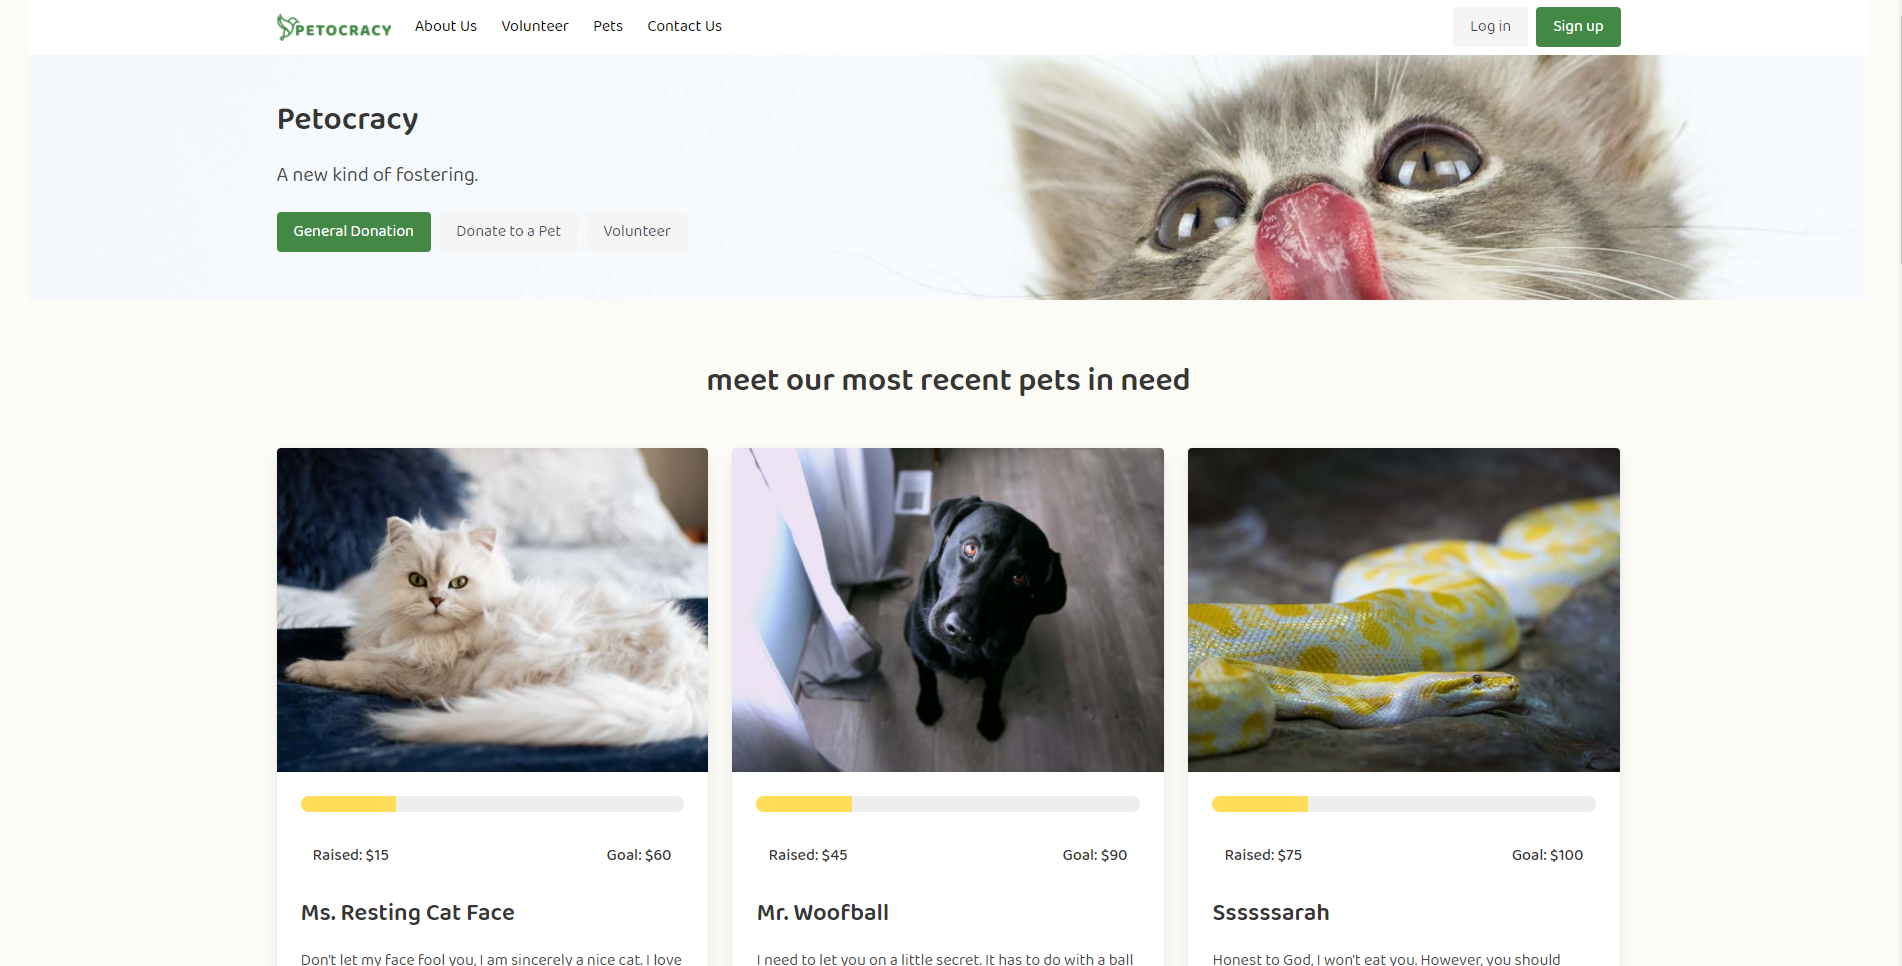 PETOCRACY About Us Volunteer Pets Contact Us Log in Sign up
Petocracy
A new kind of fostering.
General Donation Donate to a Pet Volunteer
meet our most recent pets in need
Raised: $15 Goal: $60 Raised: $45 Goal: $90 Raised: $75 Goal: $100
Ms. Resting Cat Face Mr. Woofball Ssssssarah
Don't let my face fool you, I am sincerely a nice cat. I love I need to let you on a little secret. It has to do with a ball Honest to God, I won't eat you. However, you should